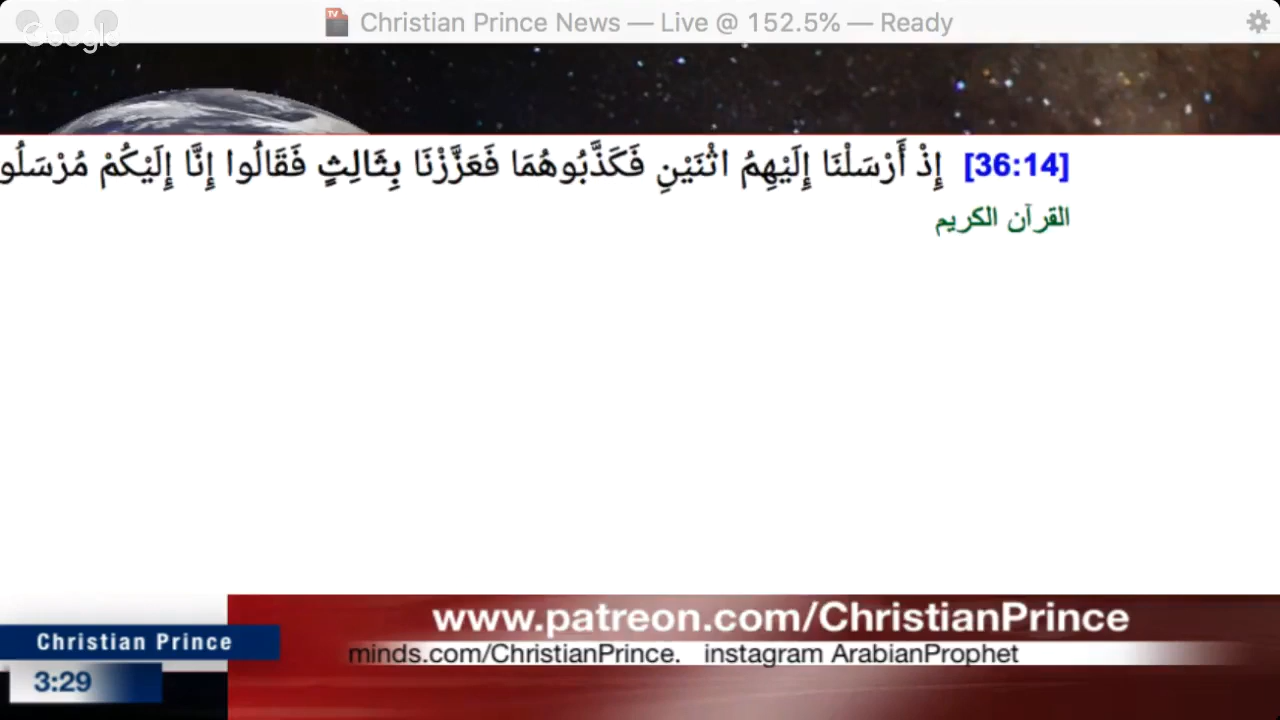 Christian Prince News — Live @ 152.5% — Ready
Google
[36:14] إِذْ أَرْسَلْنَا إِلَيْهِمُ اثْنَيْنِ فَكَذَّبُوهُمَا فَعَزَّزْنَا بِثَالِثٍ فَقَالُوا إِنَّا إِلَيْكُمْ مُرْسَلُو
القرآن الكريم
www.patreon.com/ChristianPrince
Christian Prince
minds.com/ChristianPrince. instagram ArabianProphet
3:29